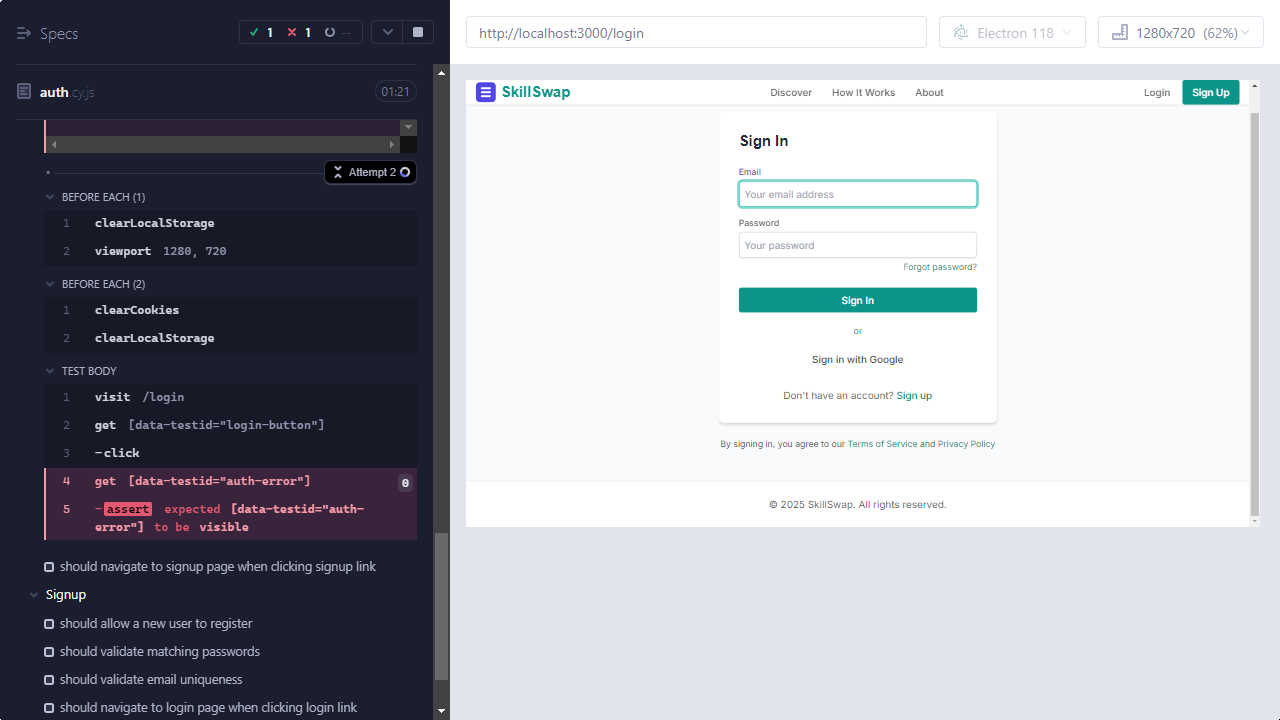 Specs
1
1
--
auth.cy.js
01:21
Attempt 2
BEFORE EACH (1)
1 clearLocalStorage
2 viewport 1280, 720
BEFORE EACH (2)
1 clearCookies
2 clearLocalStorage
TEST BODY
1 visit /login
2 get [data-testid="login-button"]
3 -click
4 get [data-testid="auth-error"] 0
5 -assert expected [data-testid="auth-
error"] to be visible
should navigate to signup page when clicking signup link
Signup
should allow a new user to register
should validate matching passwords
should validate email uniqueness
should navigate to login page when clicking login link
http://localhost:3000/login
Electron 118
1280x720 (62%)
SkillSwap
Discover
How It Works
About
Login
Sign Up
Sign In
Email
Your email address
Password
Your password
Forgot password?
Sign In
or
Sign in with Google
Don't have an account? Sign up
By signing in, you agree to our Terms of Service and Privacy Policy
© 2025 SkillSwap. All rights reserved.